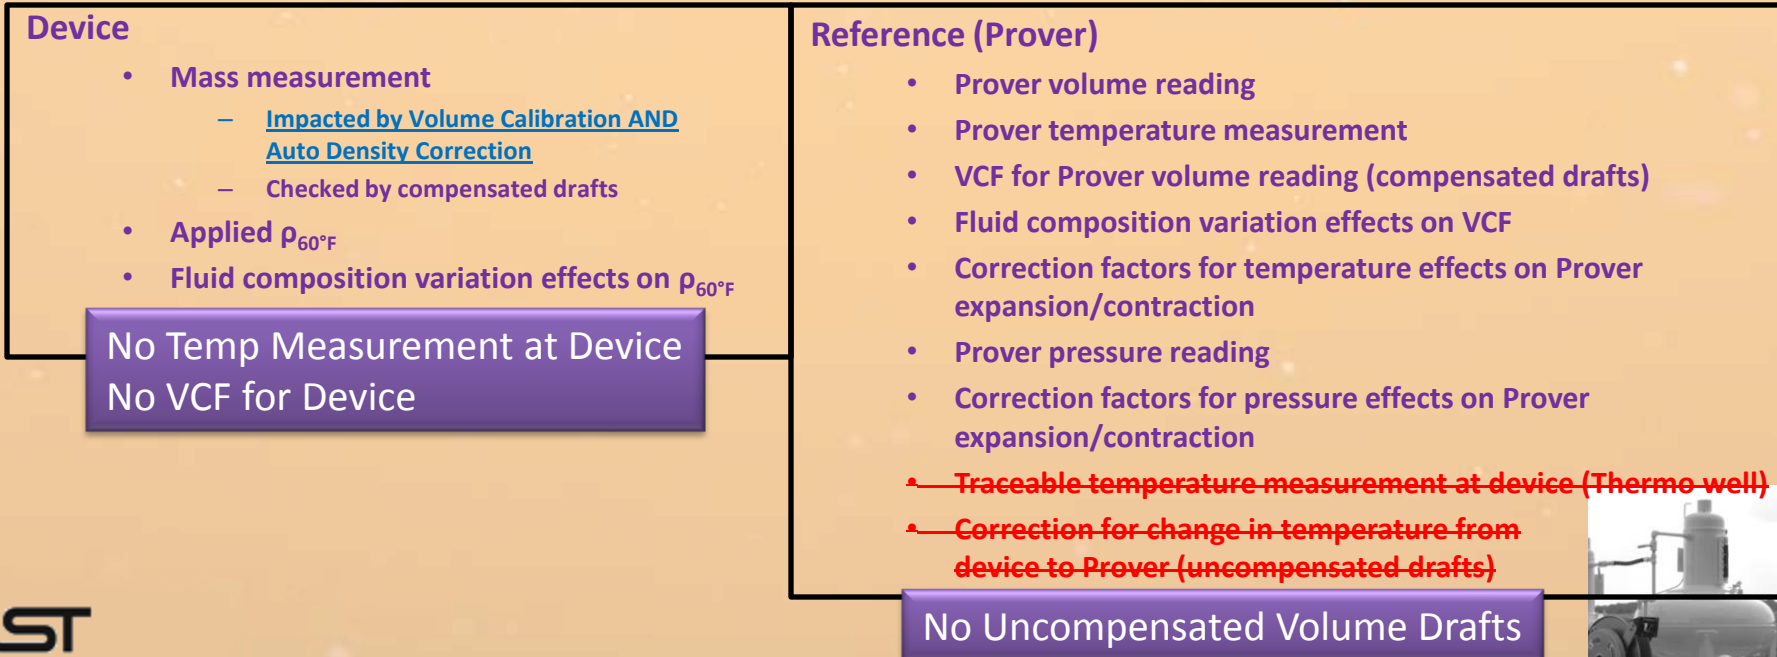 Device
• Mass measurement
– Impacted by Volume Calibration AND
Auto Density Correction
– Checked by compensated drafts
• Applied ρ60°F
• Fluid composition variation effects on ρ60°F
No Temp Measurement at Device
No VCF for Device
Reference (Prover)
• Prover volume reading
• Prover temperature measurement
• VCF for Prover volume reading (compensated drafts)
• Fluid composition variation effects on VCF
• Correction factors for temperature effects on Prover
expansion/contraction
• Prover pressure reading
• Correction factors for pressure effects on Prover
expansion/contraction
• Traceable temperature measurement at device (Thermo well)
• Correction for change in temperature from
device to Prover (uncompensated drafts)
No Uncompensated Volume Drafts